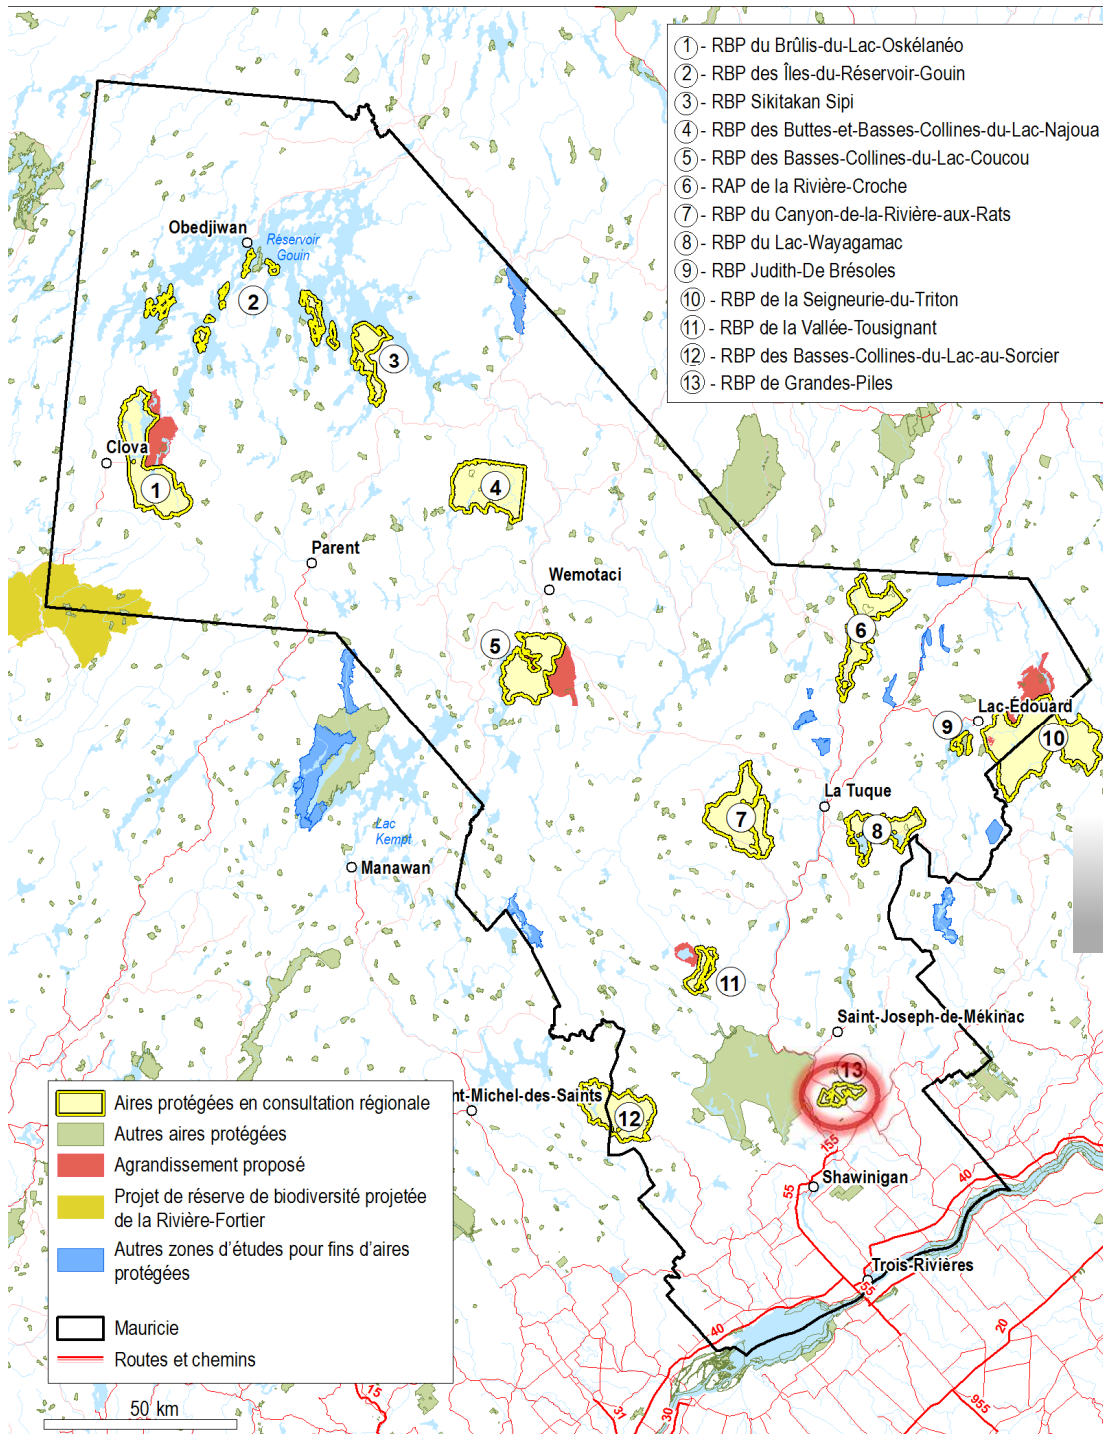 1 - RBP du Brûlis-du-Lac-Oskélanéo
2 - RBP des Îles-du-Réservoir-Gouin
3 - RBP Sikitakan Sipi
4 - RBP des Buttes-et-Basses-Collines-du-Lac-Najoua
5 - RBP des Basses-Collines-du-Lac-Coucou
6 - RAP de la Rivière-Croche
7 - RBP du Canyon-de-la-Rivière-aux-Rats
8 - RBP du Lac-Wayagamac
9 - RBP Judith-De Brésoles
10 - RBP de la Seigneurie-du-Triton
11 - RBP de la Vallée-Tousignant
12 - RBP des Basses-Collines-du-Lac-au-Sorcier
13 - RBP de Grandes-Piles
Obedjiwan
Réservoir
Gouin
2
3
Clova
1
4
Parent
Wemotaci
5
6
Lac-Édouard
9
10
La Tuque
7
8
Lac
Kempt
Manawan
11
Saint-Joseph-de-Mékinac
13
nt-Michel-des-Saints
12
155
Shawinigan
55
40
Trois-Rivières
55
40
20
955
31
30
15
Aires protégées en consultation régionale
Autres aires protégées
Agrandissement proposé
Projet de réserve de biodiversité projetée
de la Rivière-Fortier
Autres zones d'études pour fins d'aires
protégées
Mauricie
Routes et chemins
50 km